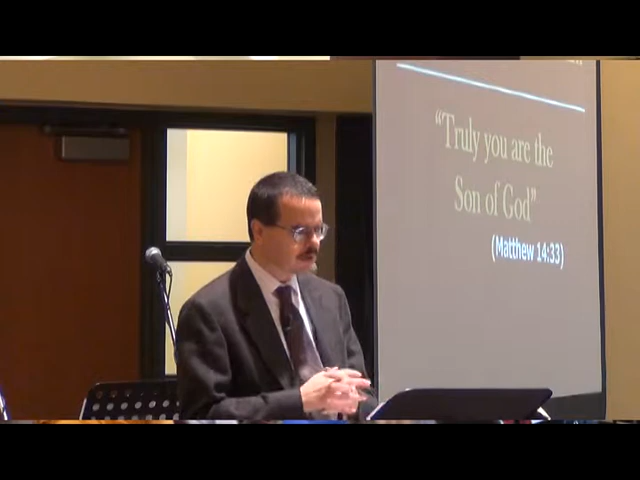 “Truly you are the
Son of God”
(Matthew 14:33)